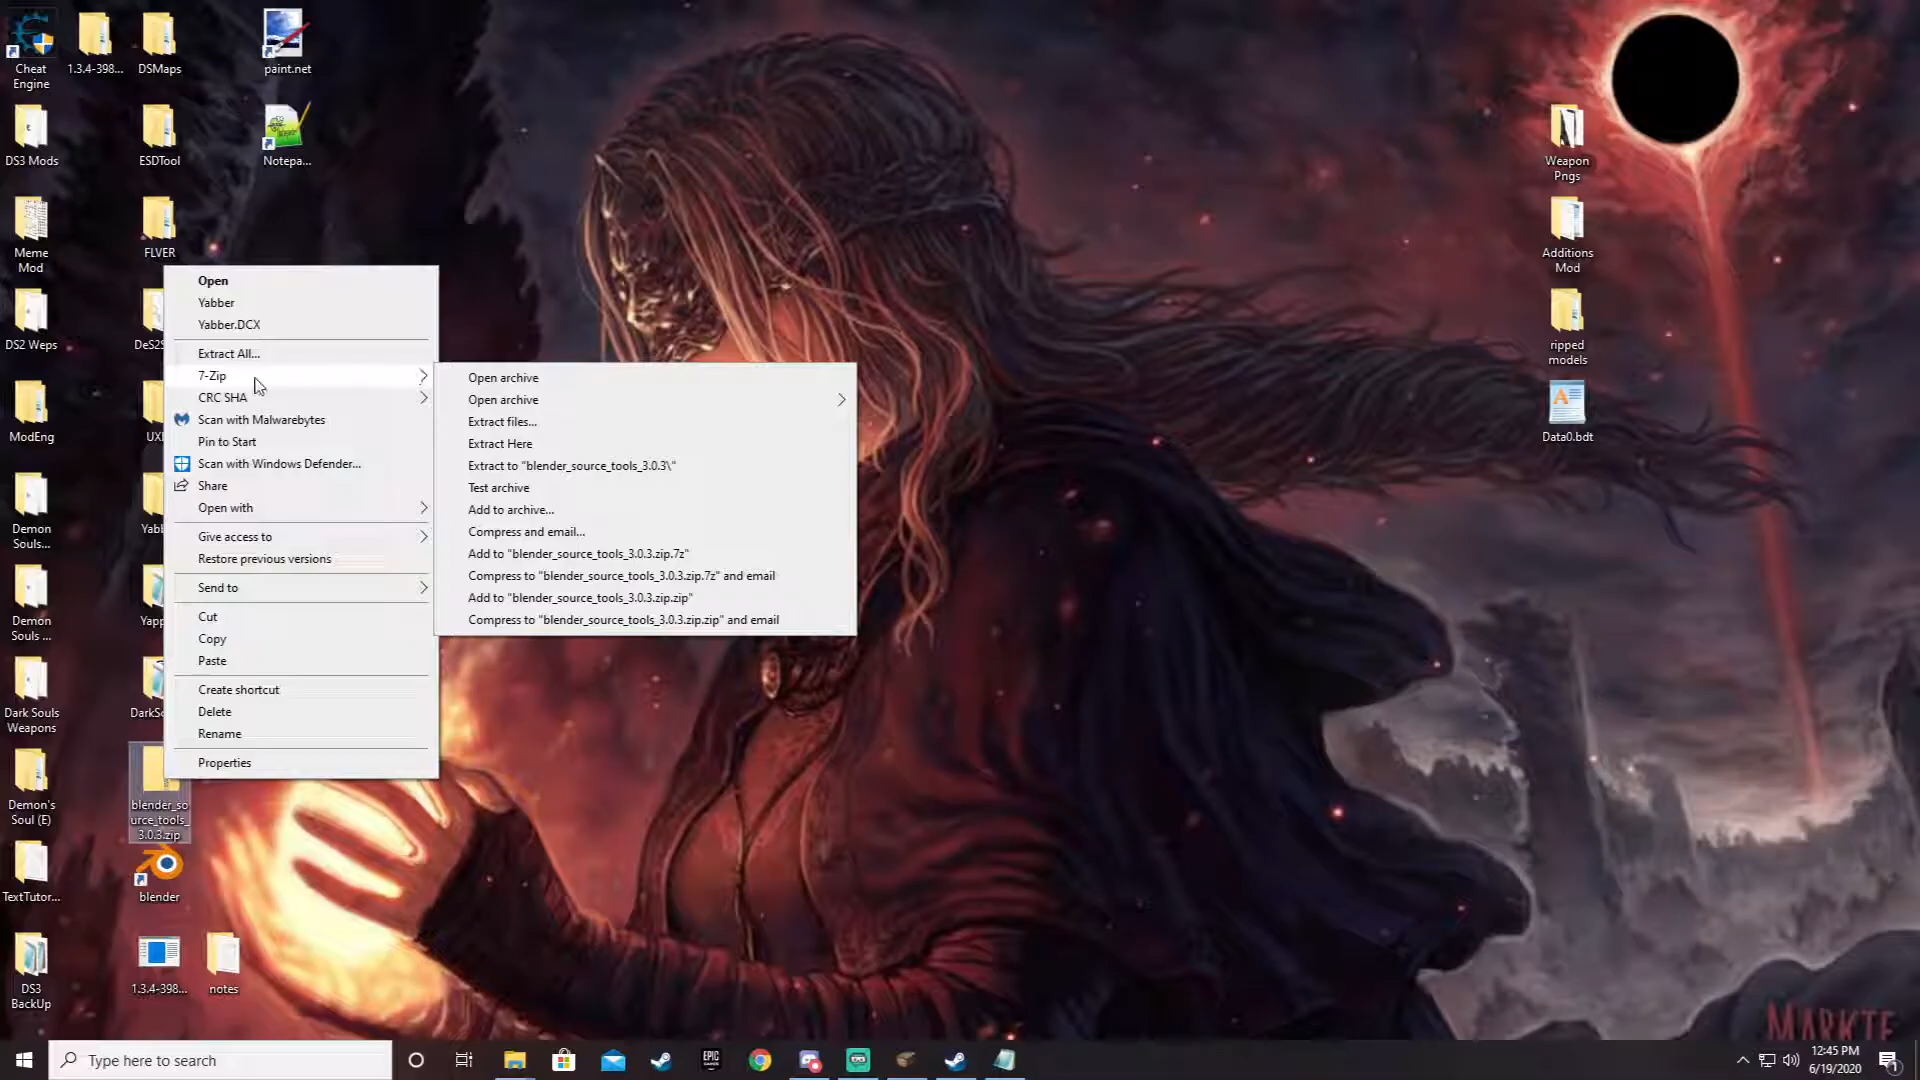 Cheat
Engine
1.3.4-398...
DSMaps
paint.net
DS3 Mods
ESDTool
Notepa...
Meme
Mod
FLVER
DS2 Weps
DeS2S
ModEng
UXI
Demon
Souls...
Yabb
Demon
Souls ...
Yapp
Dark Souls
Weapons
DarkSo
Demon's
Soul (E)
blender_so
urce_tools_
3.0.3.zip
TextTutor...
blender
DS3
BackUp
1.3.4-398...
notes
Open
Yabber
Yabber.DCX
Extract All...
7-Zip
CRC SHA
Scan with Malwarebytes
Pin to Start
Scan with Windows Defender...
Share
Open with
Give access to
Restore previous versions
Send to
Cut
Copy
Paste
Create shortcut
Delete
Rename
Properties
Open archive
Open archive
Extract files...
Extract Here
Extract to "blender_source_tools_3.0.3\"
Test archive
Add to archive...
Compress and email...
Add to "blender_source_tools_3.0.3.zip.7z"
Compress to "blender_source_tools_3.0.3.zip.7z" and email
Add to "blender_source_tools_3.0.3.zip.zip"
Compress to "blender_source_tools_3.0.3.zip.zip" and email
Weapon
Pngs
Additions
Mod
ripped
models
Data0.bdt
MARKTE
Type here to search
EPIC
12:45 PM
6/19/2020
1